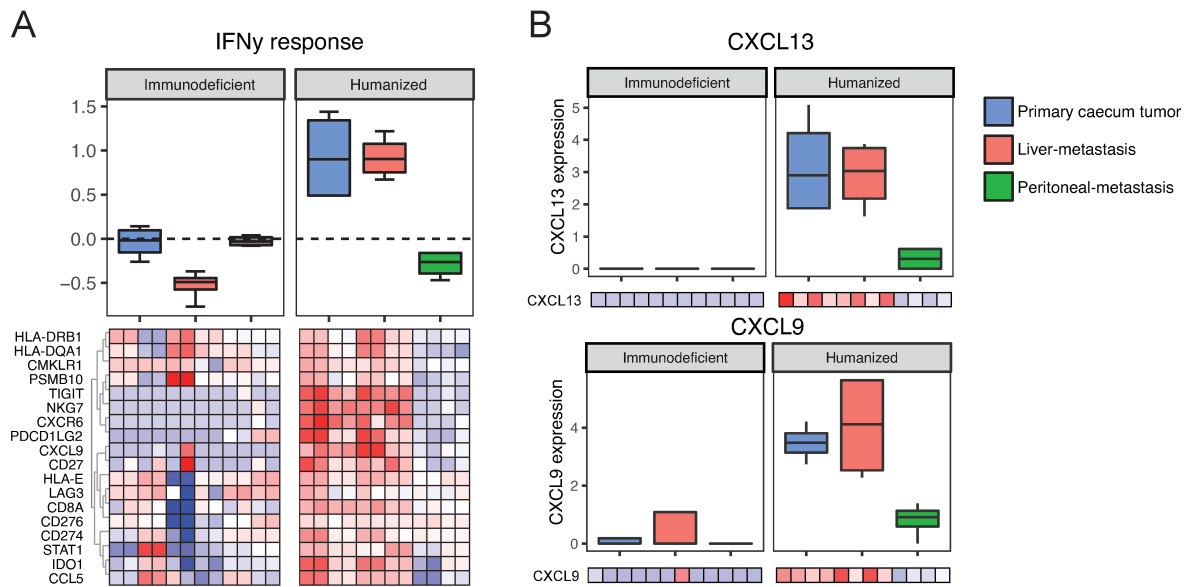 A
IFNy response
Immunodeficient
Humanized
1.5
1.0
0.5
0.0
−0.5
HLA-DRB1
HLA-DQA1
CMKLR1
PSMB10
TIGIT
NKG7
CXCR6
PDCD1LG2
CXCL9
CD27
HLA-E
LAG3
CD8A
CD276
CD274
STAT1
IDO1
CCL5
B
CXCL13
Immunodeficient
Humanized
CXCL13 expression
5
4
3
2
1
0
CXCL13
CXCL9
Immunodeficient
Humanized
CXCL9 expression
4
2
0
CXCL9
Primary caecum tumor
Liver-metastasis
Peritoneal-metastasis